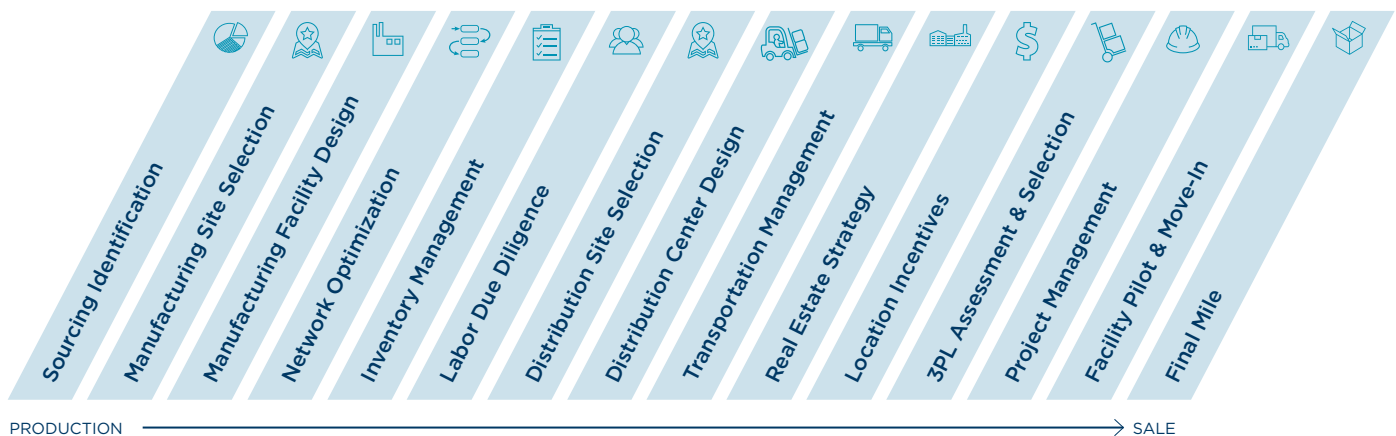 Sourcing Identification
Manufacturing Site Selection
Manufacturing Facility Design
Network Optimization
Inventory Management
Labor Due Diligence
Distribution Site Selection
Distribution Center Design
Transportation Management
Real Estate Strategy
Location Incentives
3PL Assessment & Selection
Project Management
Facility Pilot & Move-In
Final Mile
PRODUCTION
SALE